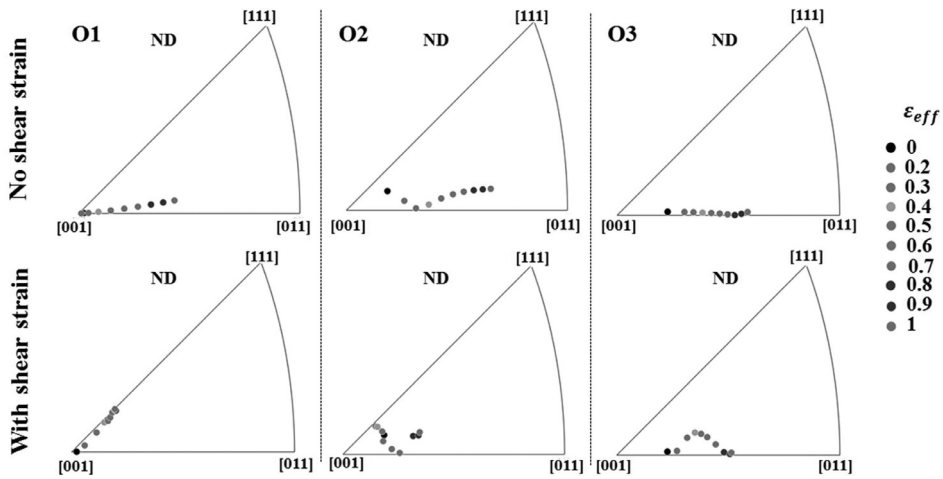 No shear strain
O1
ND
[111]
[001]
[011]
O2
ND
[111]
[001]
[011]
O3
ND
[111]
[001]
[011]
With shear strain
ND
[111]
[001]
[011]
ND
[111]
[001]
[011]
ND
[111]
[001]
[011]
ε_eff
0
0.2
0.3
0.4
0.5
0.6
0.7
0.8
0.9
1